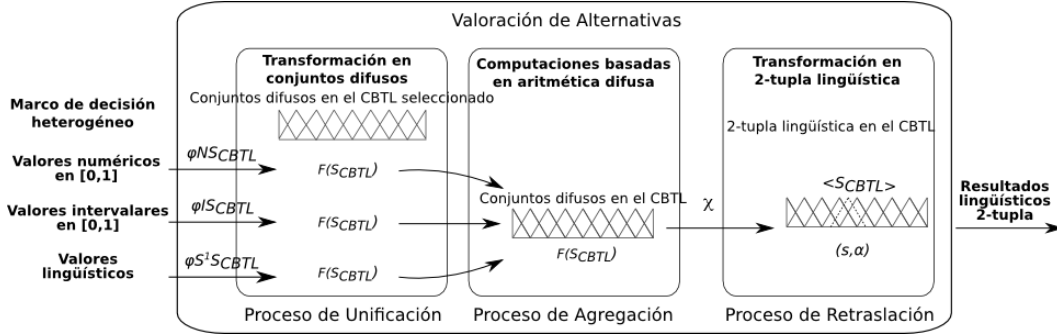 Valoración de Alternativas
Marco de decisión
heterogéneo
Valores numéricos
en [0,1]
Valores intervalares
en [0,1]
Valores
lingüísticos
φNS_CBTL
φIS_CBTL
φS¹S_CBTL
Transformación en
conjuntos difusos
Conjuntos difusos en el CBTL seleccionado
F(S_CBTL)
F(S_CBTL)
F(S_CBTL)
Proceso de Unificación
Computaciones basadas
en aritmética difusa
Conjuntos difusos en el CBTL
F(S_CBTL)
Proceso de Agregación
χ
Transformación en
2-tupla lingüística
2-tupla lingüística en el CBTL
<S_CBTL>
(s,α)
Proceso de Retraslación
Resultados
lingüísticos
2-tupla